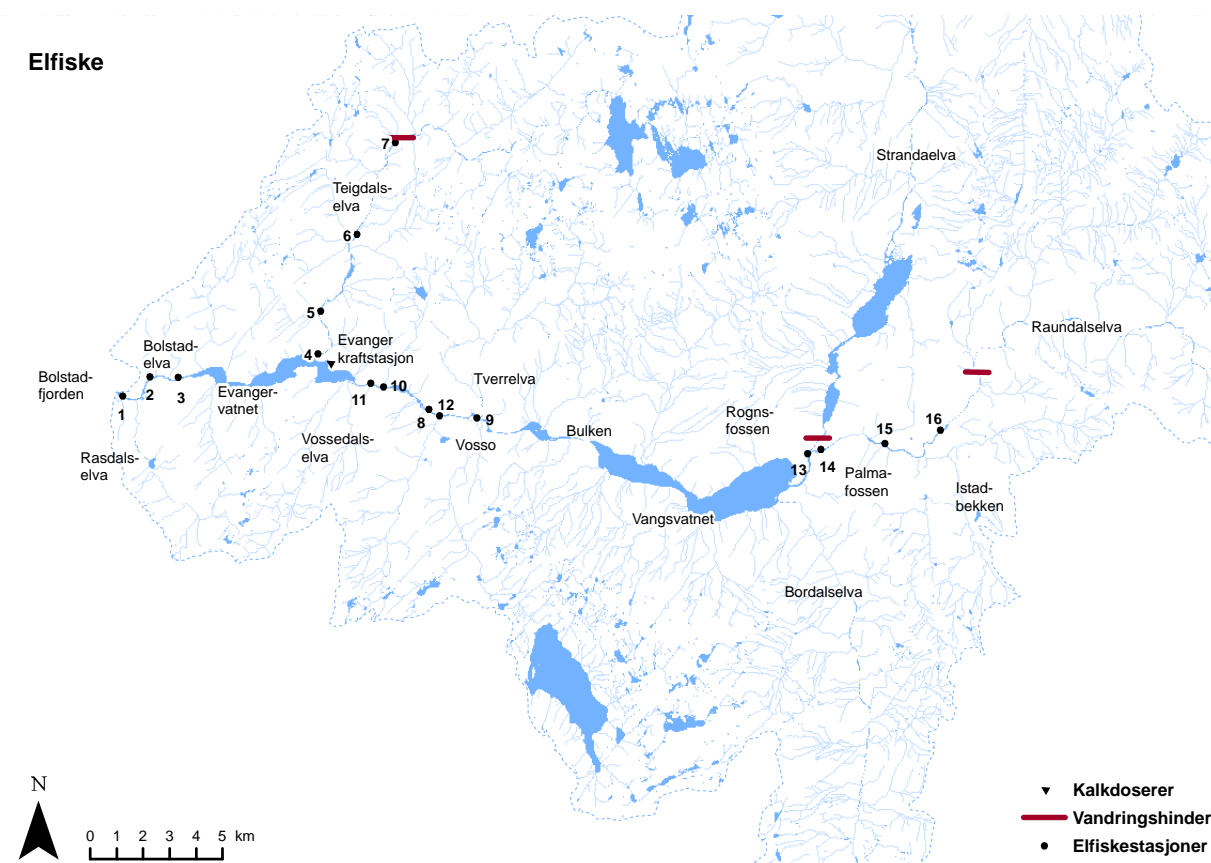 Elfiske
7
Strandaelva
Teigdals-
elva
6
5
Raundalselva
Evanger
kraftstasjon
Bolstad-
elva
4
Bolstad-
fjorden
1
2
3
Evanger-
vatnet
11
10
Tverrelva
12
8
9
Vosso
Vossedals-
elva
Rasdals-
elva
Bulken
Rogns-
fossen
15
16
13
14
Palma-
fossen
Istad-
bekken
Vangsvatnet
Bordalselva
N
0 1 2 3 4 5 km
Kalkdoserer
Vandringshinder
Elfiskestasjoner